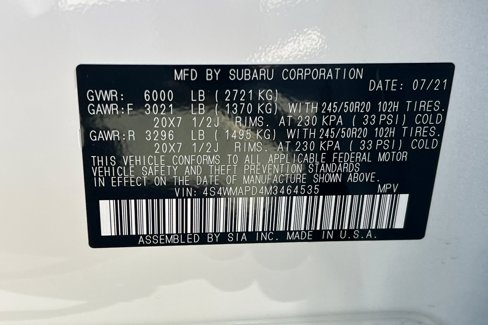 MFD BY SUBARU CORPORATION
DATE: 07/21
GVWR: 6000 LB ( 2721 KG)
GAWR:F 3021 LB ( 1370 KG) WITH 245/50R20 102H TIRES.
20X7 1/2J RIMS. AT 230 KPA ( 33 PSI) COLD
GAWR:R 3296 LB ( 1495 KG) WITH 245/50R20 102H TIRES.
20X7 1/2J RIMS. AT 230 KPA ( 33 PSI) COLD
THIS VEHICLE CONFORMS TO ALL APPLICABLE FEDERAL MOTOR
VEHICLE SAFETY AND THEFT PREVENTION STANDARDS
IN EFFECT ON THE DATE OF MANUFACTURE SHOWN ABOVE.
VIN: 4S4WMAPD4M3464535 MPV
ASSEMBLED BY SIA INC. MADE IN U.S.A.